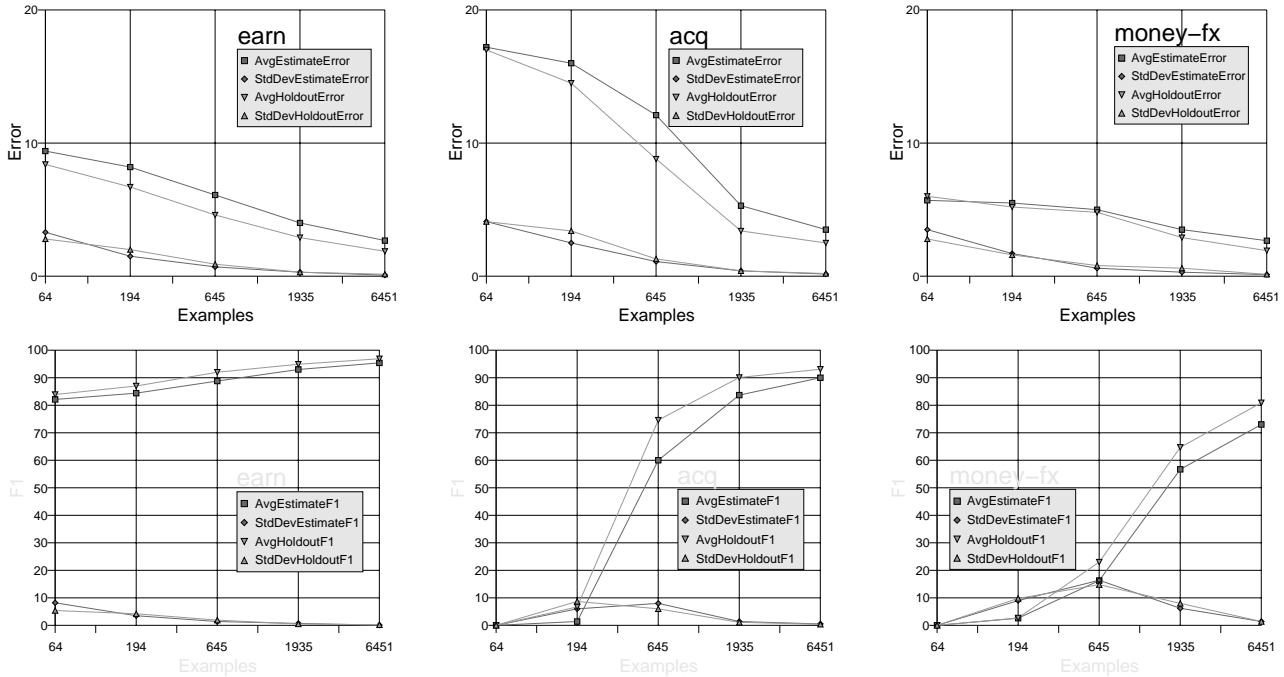 20
10
0
Error
earn
AvgEstimateError
StdDevEstimateError
AvgHoldoutError
StdDevHoldoutError
64 194 645 1935 6451
Examples
20
10
0
Error
acq
AvgEstimateError
StdDevEstimateError
AvgHoldoutError
StdDevHoldoutError
64 194 645 1935 6451
Examples
20
10
0
Error
money-fx
AvgEstimateError
StdDevEstimateError
AvgHoldoutError
StdDevHoldoutError
64 194 645 1935 6451
Examples
100
90
80
70
60
50
40
30
20
10
0
F1
earn
AvgEstimateF1
StdDevEstimateF1
AvgHoldoutF1
StdDevHoldoutF1
64 194 645 1935 6451
Examples
100
90
80
70
60
50
40
30
20
10
0
F1
acq
AvgEstimateF1
StdDevEstimateF1
AvgHoldoutF1
StdDevHoldoutF1
64 194 645 1935 6451
Examples
100
90
80
70
60
50
40
30
20
10
0
F1
money-fx
AvgEstimateF1
StdDevEstimateF1
AvgHoldoutF1
StdDevHoldoutF1
64 194 645 1935 6451
Examples